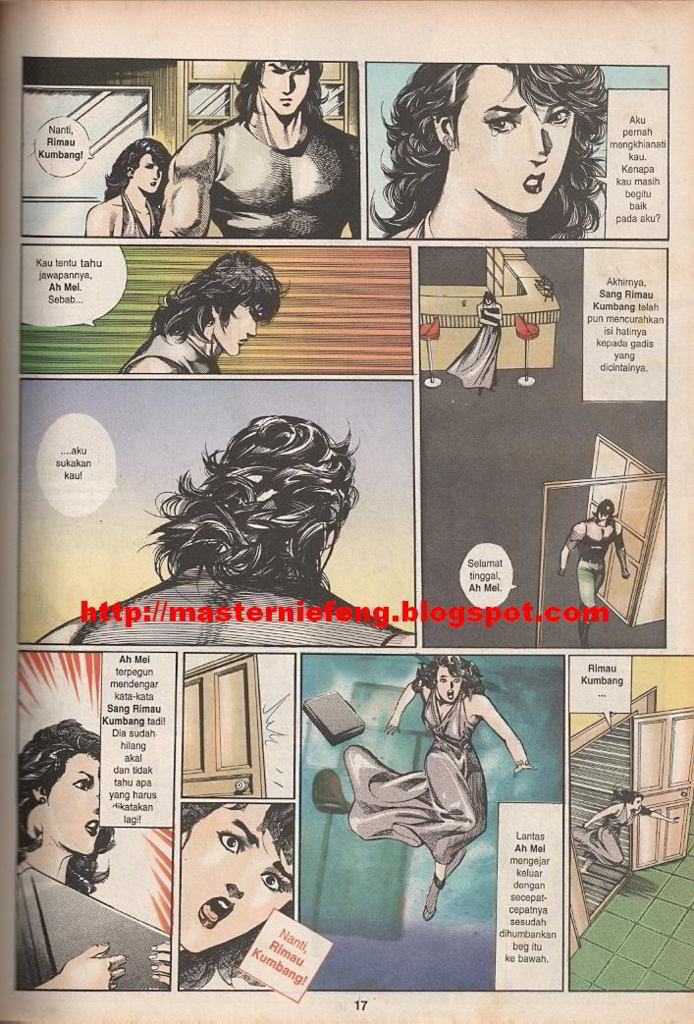 Nanti,
Rimau
Kumbang!
Aku
pernah
mengkhianati
kau.
Kenapa
kau masih
begitu
baik
pada aku?
Kau tentu tahu
jawapannya,
Ah Mei.
Sebab...
Akhirnya,
Sang Rimau
Kumbang telah
pun mencurahkan
isi hatinya
kepada gadis
yang
dicintainya.
....aku
sukakan
kau!
Selamat
tinggal,
Ah Mei.
http://masterniefeng.blogspot.com
Ah Mei
terpegun
mendengar
kata-kata
Sang Rimau
Kumbang tadi!
Dia sudah
hilang
akal
dan tidak
tahu apa
yang harus
dikatakan
lagi!
Nanti,
Rimau
Kumbang!
Lantas
Ah Mei
mengejar
keluar
dengan
secepat-
cepatnya
sesudah
dihumbankan
beg itu
ke bawah.
Rimau
Kumbang
...
17